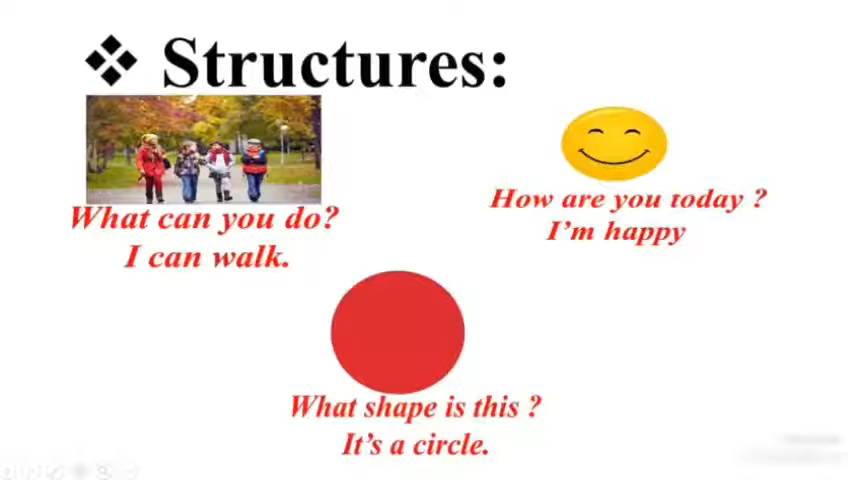 ❖ Structures:
What can you do?
I can walk.
How are you today ?
I'm happy
What shape is this ?
It's a circle.